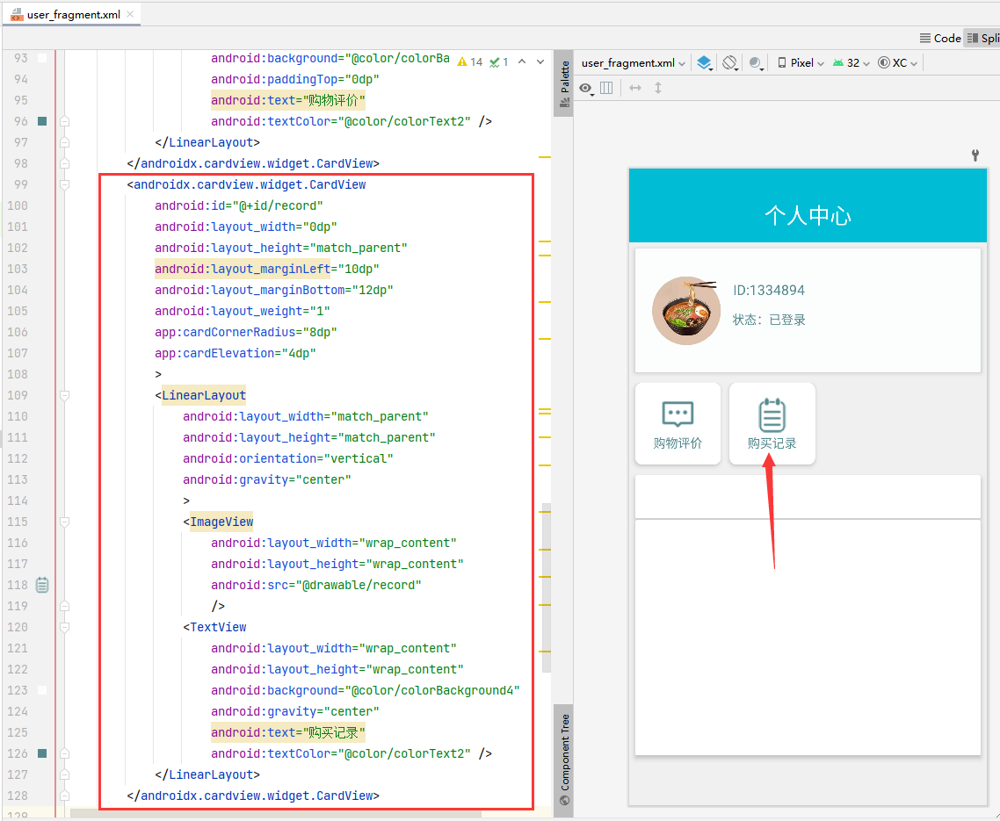 user_fragment.xml
Code
Spli
93 android:background="@color/colorBa
14
1
94 android:paddingTop="0dp"
95 android:text="购物评价"
96 android:textColor="@color/colorText2" />
97 </LinearLayout>
98 </androidx.cardview.widget.CardView>
99 <androidx.cardview.widget.CardView
100 android:id="@+id/record"
101 android:layout_width="0dp"
102 android:layout_height="match_parent"
103 android:layout_marginLeft="10dp"
104 android:layout_marginBottom="12dp"
105 android:layout_weight="1"
106 app:cardCornerRadius="8dp"
107 app:cardElevation="4dp"
108 >
109 <LinearLayout
110 android:layout_width="match_parent"
111 android:layout_height="match_parent"
112 android:orientation="vertical"
113 android:gravity="center"
114 >
115 <ImageView
116 android:layout_width="wrap_content"
117 android:layout_height="wrap_content"
118 android:src="@drawable/record"
119 />
120 <TextView
121 android:layout_width="wrap_content"
122 android:layout_height="wrap_content"
123 android:background="@color/colorBackground4"
124 android:gravity="center"
125 android:text="购买记录"
126 android:textColor="@color/colorText2" />
127 </LinearLayout>
128 </androidx.cardview.widget.CardView>
129
Palette
Component Tree
user_fragment.xml
Pixel
32
XC
个人中心
ID:1334894
状态：已登录
购物评价
购买记录